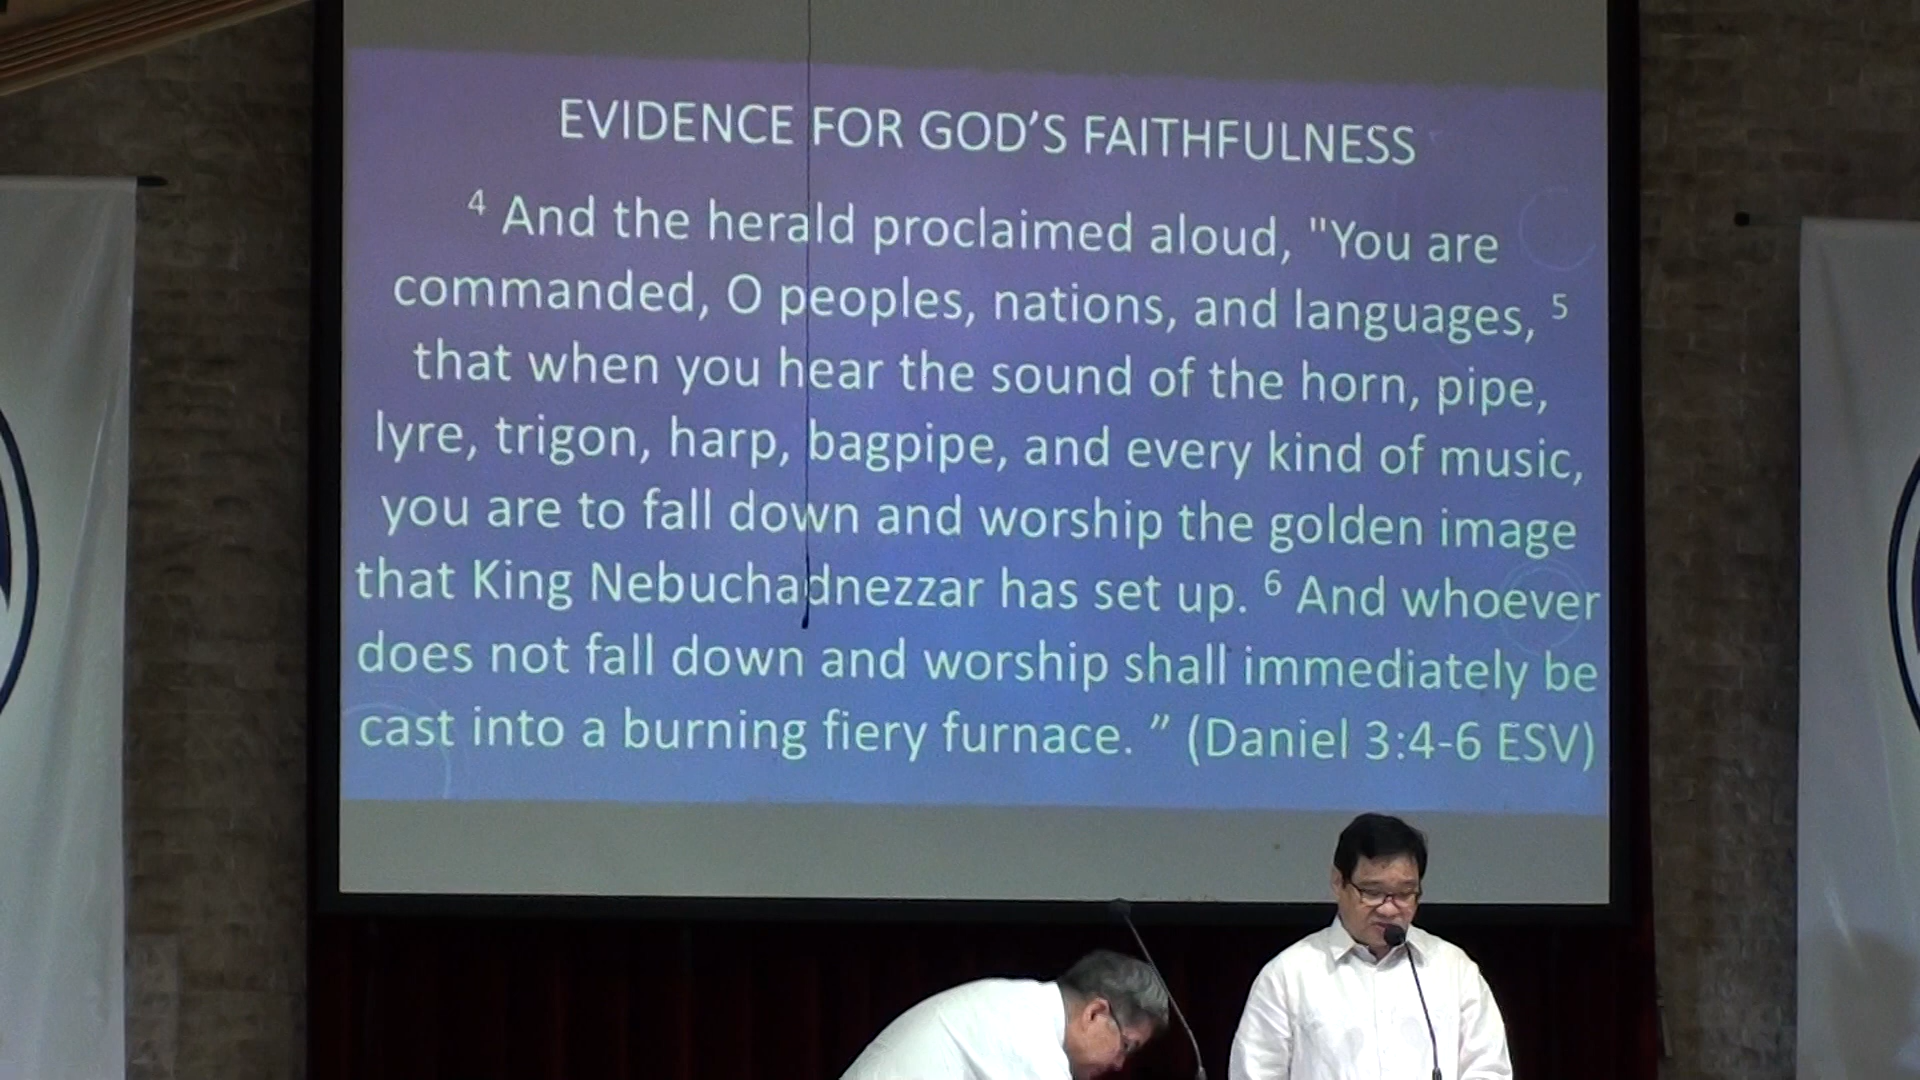 EVIDENCE FOR GOD’S FAITHFULNESS
4 And the herald proclaimed aloud, "You are
commanded, O peoples, nations, and languages, 5
that when you hear the sound of the horn, pipe,
lyre, trigon, harp, bagpipe, and every kind of music,
you are to fall down and worship the golden image
that King Nebuchadnezzar has set up. 6 And whoever
does not fall down and worship shall immediately be
cast into a burning fiery furnace. ” (Daniel 3:4-6 ESV)